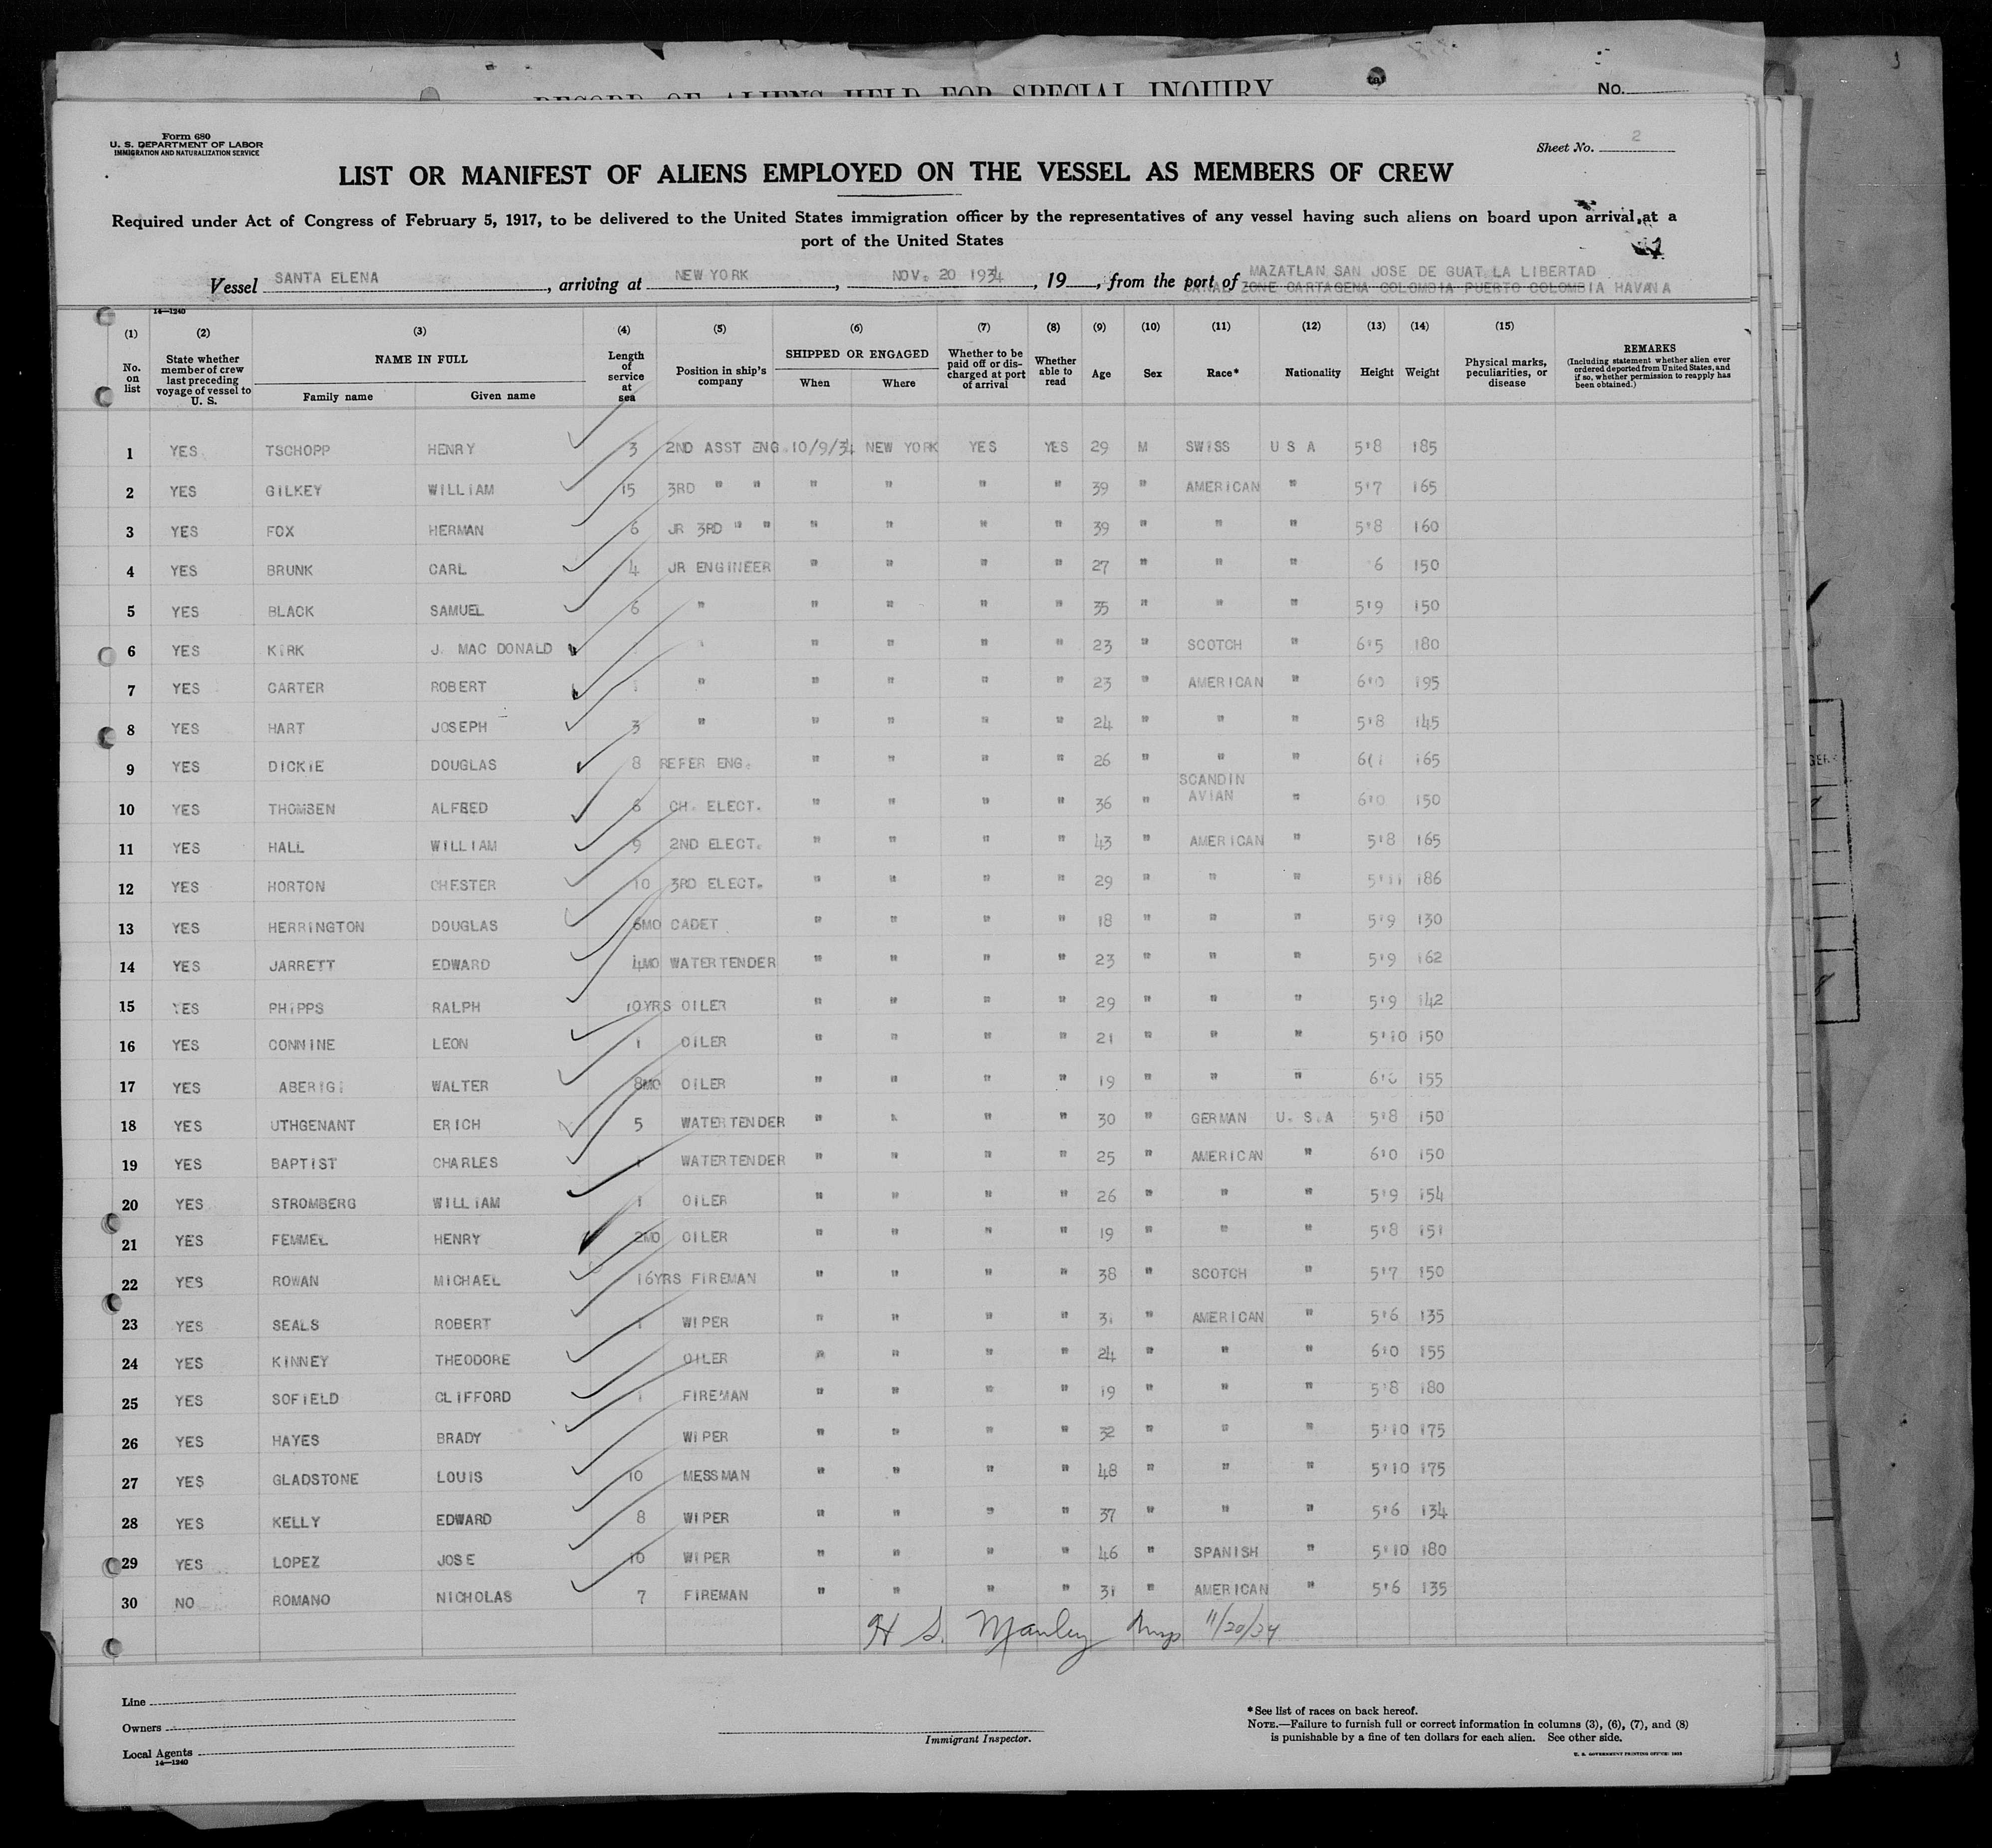 RECORD OF ALIENS HELD FOR SPECIAL INQUIRY
No.
Form 680
U. S. DEPARTMENT OF LABOR
IMMIGRATION AND NATURALIZATION SERVICE
Sheet No. 2
LIST OR MANIFEST OF ALIENS EMPLOYED ON THE VESSEL AS MEMBERS OF CREW
Required under Act of Congress of February 5, 1917, to be delivered to the United States immigration officer by the representatives of any vessel having such aliens on board upon arrival at a
port of the United States
MAZATLAN SAN JOSE DE GUAT LA LIBERTAD
Vessel SANTA ELENA, arriving at NEW YORK, NOV. 20 1934, 19, from the port of CANAL ZONE CARTAGENA COLOMBIA PUERTO COLOMBIA HAVANA
14—1240
(1) (2) (3) (4) (5) (6) (7) (8) (9) (10) (11) (12) (13) (14) (15)
No. on list
State whether member of crew last preceding voyage of vessel to U. S.
NAME IN FULL
Family name Given name
Length of service at sea
Position in ship's company
SHIPPED OR ENGAGED
When Where
Whether to be paid off or discharged at port of arrival
Whether able to read
Age
Sex
Race*
Nationality
Height
Weight
Physical marks, peculiarities, or disease
REMARKS
(Including statement whether alien ever ordered deported from United States, and if so, whether permission to reapply has been obtained.)
1 YES TSCHOPP HENRY 3 2ND ASST ENG. 10/9/34 NEW YORK YES YES 29 M SWISS U S A 5'8 185
2 YES GILKEY WILLIAM 15 3RD " " " " " " 39 " AMERICAN " 5'7 165
3 YES FOX HERMAN 6 JR 3RD " " " " " " 39 " " " 5'8 160
4 YES BRUNK CARL 4 JR ENGINEER " " " " 27 " " " 6 150
5 YES BLACK SAMUEL 6 " " " " " 35 " " " 5'9 150
6 YES KIRK J. MAC DONALD " " " " 23 " SCOTCH " 6'5 180
7 YES CARTER ROBERT 1 " " " " " 23 " AMERICAN " 6'0 195
8 YES HART JOSEPH 3 " " " " " 24 " " " 5'8 145
9 YES DICKIE DOUGLAS 8 REFER ENG. " " " " 26 " " " 6'1 165
10 YES THOMSEN ALFRED 6 CH. ELECT. " " " " 36 " SCANDINAVIAN " 6'0 150
11 YES HALL WILLIAM 9 2ND ELECT. " " " " 43 " AMERICAN " 5'8 165
12 YES HORTON CHESTER 10 3RD ELECT. " " " " 29 " " " 5'11 186
13 YES HERRINGTON DOUGLAS 6MO CADET " " " " 18 " " " 5'9 130
14 YES JARRETT EDWARD 4MO WATERTENDER " " " " 23 " " " 5'9 162
15 YES PHIPPS RALPH 10YRS OILER " " " " 29 " " " 5'9 142
16 YES CONNINE LEON 1 OILER " " " " 21 " " " 5'10 150
17 YES ABERIGI WALTER 8MO OILER " " " " 19 " " " 155
18 YES UTHGENANT ERICH 5 WATERTENDER " " " " 30 " GERMAN U. S.A 5'8 150
19 YES BAPTIST CHARLES 1 WATERTENDER " " " " 25 " AMERICAN " 6'0 150
20 YES STROMBERG WILLIAM 1 OILER " " " " 26 " " " 5'9 154
21 YES FEMMEL HENRY 2MO OILER " " " " 19 " " " 5'8 151
22 YES ROWAN MICHAEL 16YRS FIREMAN " " " " 38 " SCOTCH " 5'7 150
23 YES SEALS ROBERT 1 WIPER " " " " 31 " AMERICAN " 5'6 135
24 YES KINNEY THEODORE OILER " " " " 24 " " " 6'0 155
25 YES SOFIELD CLIFFORD 1 FIREMAN " " " " 19 " " " 5'8 180
26 YES HAYES BRADY WIPER " " " " 32 " " " 5'10 175
27 YES GLADSTONE LOUIS 10 MESSMAN " " " " 48 " " " 5'10 175
28 YES KELLY EDWARD 8 WIPER " " " " 37 " " " 5'6 134
29 YES LOPEZ JOSE 10 WIPER " " " " 46 " SPANISH " 5'10 180
30 NO ROMANO NICHOLAS 7 FIREMAN " " " " 31 " AMERICAN " 5'6 135
H S. Manley 11/20/34
Line
Owners
Local Agents
14—1240
Immigrant Inspector.
*See list of races on back hereof.
NOTE.—Failure to furnish full or correct information in columns (3), (6), (7), and (8)
is punishable by a fine of ten dollars for each alien. See other side.
U. S. GOVERNMENT PRINTING OFFICE: 1932